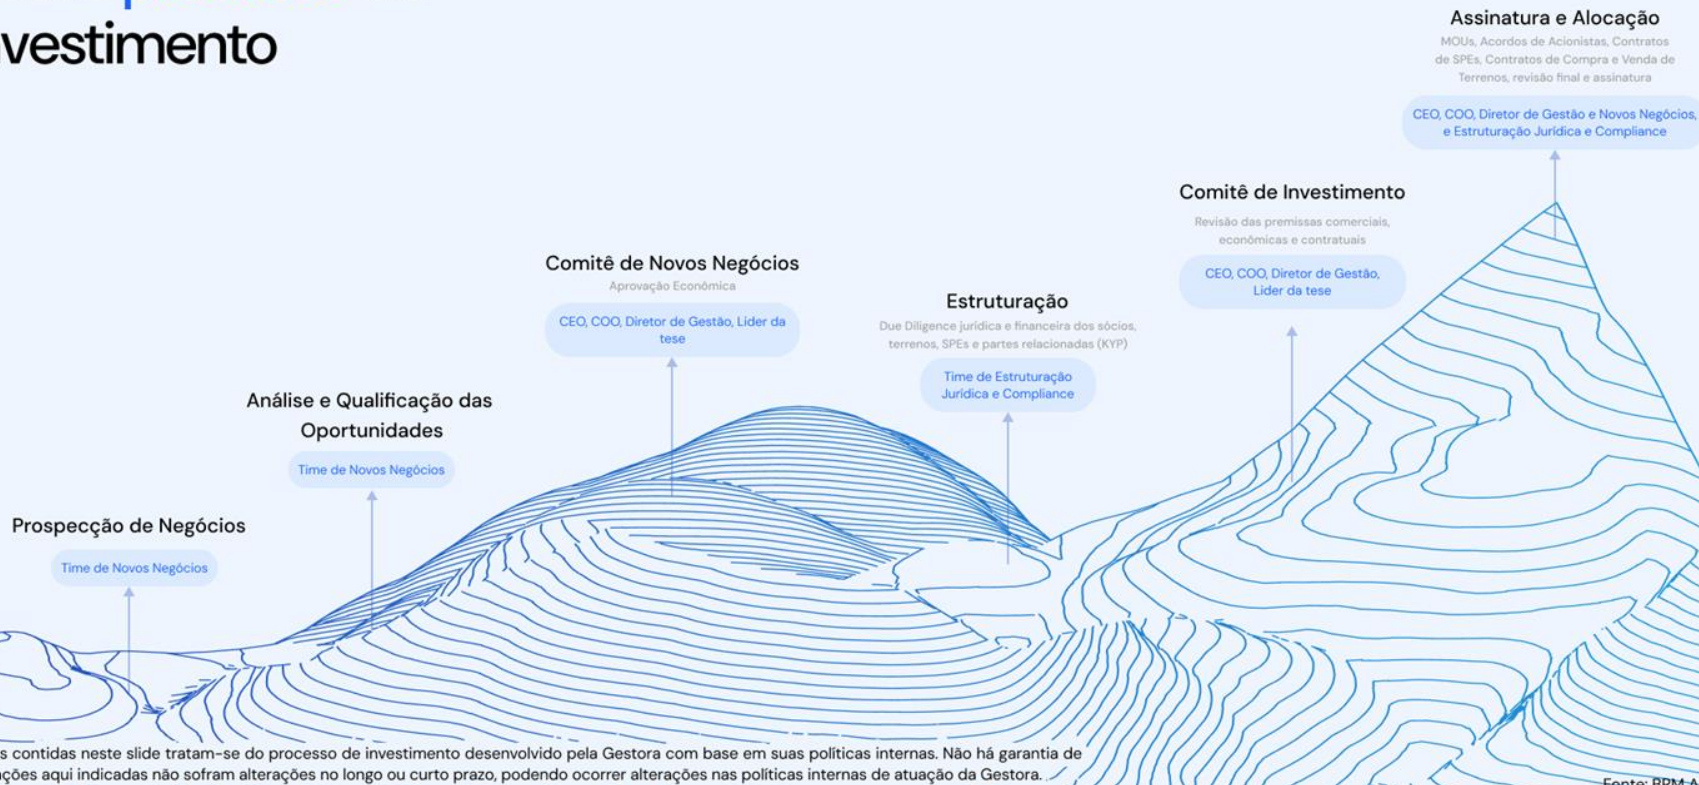 vestimento
Assinatura e Alocação
MOUs, Acordos de Acionistas, Contratos
de SPEs, Contratos de Compra e Venda de
Terrenos, revisão final e assinatura
CEO, COO, Diretor de Gestão e Novos Negócios,
e Estruturação Jurídica e Compliance
Comitê de Investimento
Revisão das premissas comerciais,
econômicas e contratuais
CEO, COO, Diretor de Gestão,
Lider da tese
Comitê de Novos Negócios
Aprovação Econômica
CEO, COO, Diretor de Gestão, Lider da
tese
Estruturação
Due Diligence jurídica e financeira dos sócios,
terrenos, SPEs e partes relacionadas (KYP)
Time de Estruturação
Jurídica e Compliance
Análise e Qualificação das
Oportunidades
Time de Novos Negócios
Prospecção de Negócios
Time de Novos Negócios
s contidas neste slide tratam-se do processo de investimento desenvolvido pela Gestora com base em suas políticas internas. Não há garantia de
ções aqui indicadas não sofram alterações no longo ou curto prazo, podendo ocorrer alterações nas políticas internas de atuação da Gestora.
Fonte: